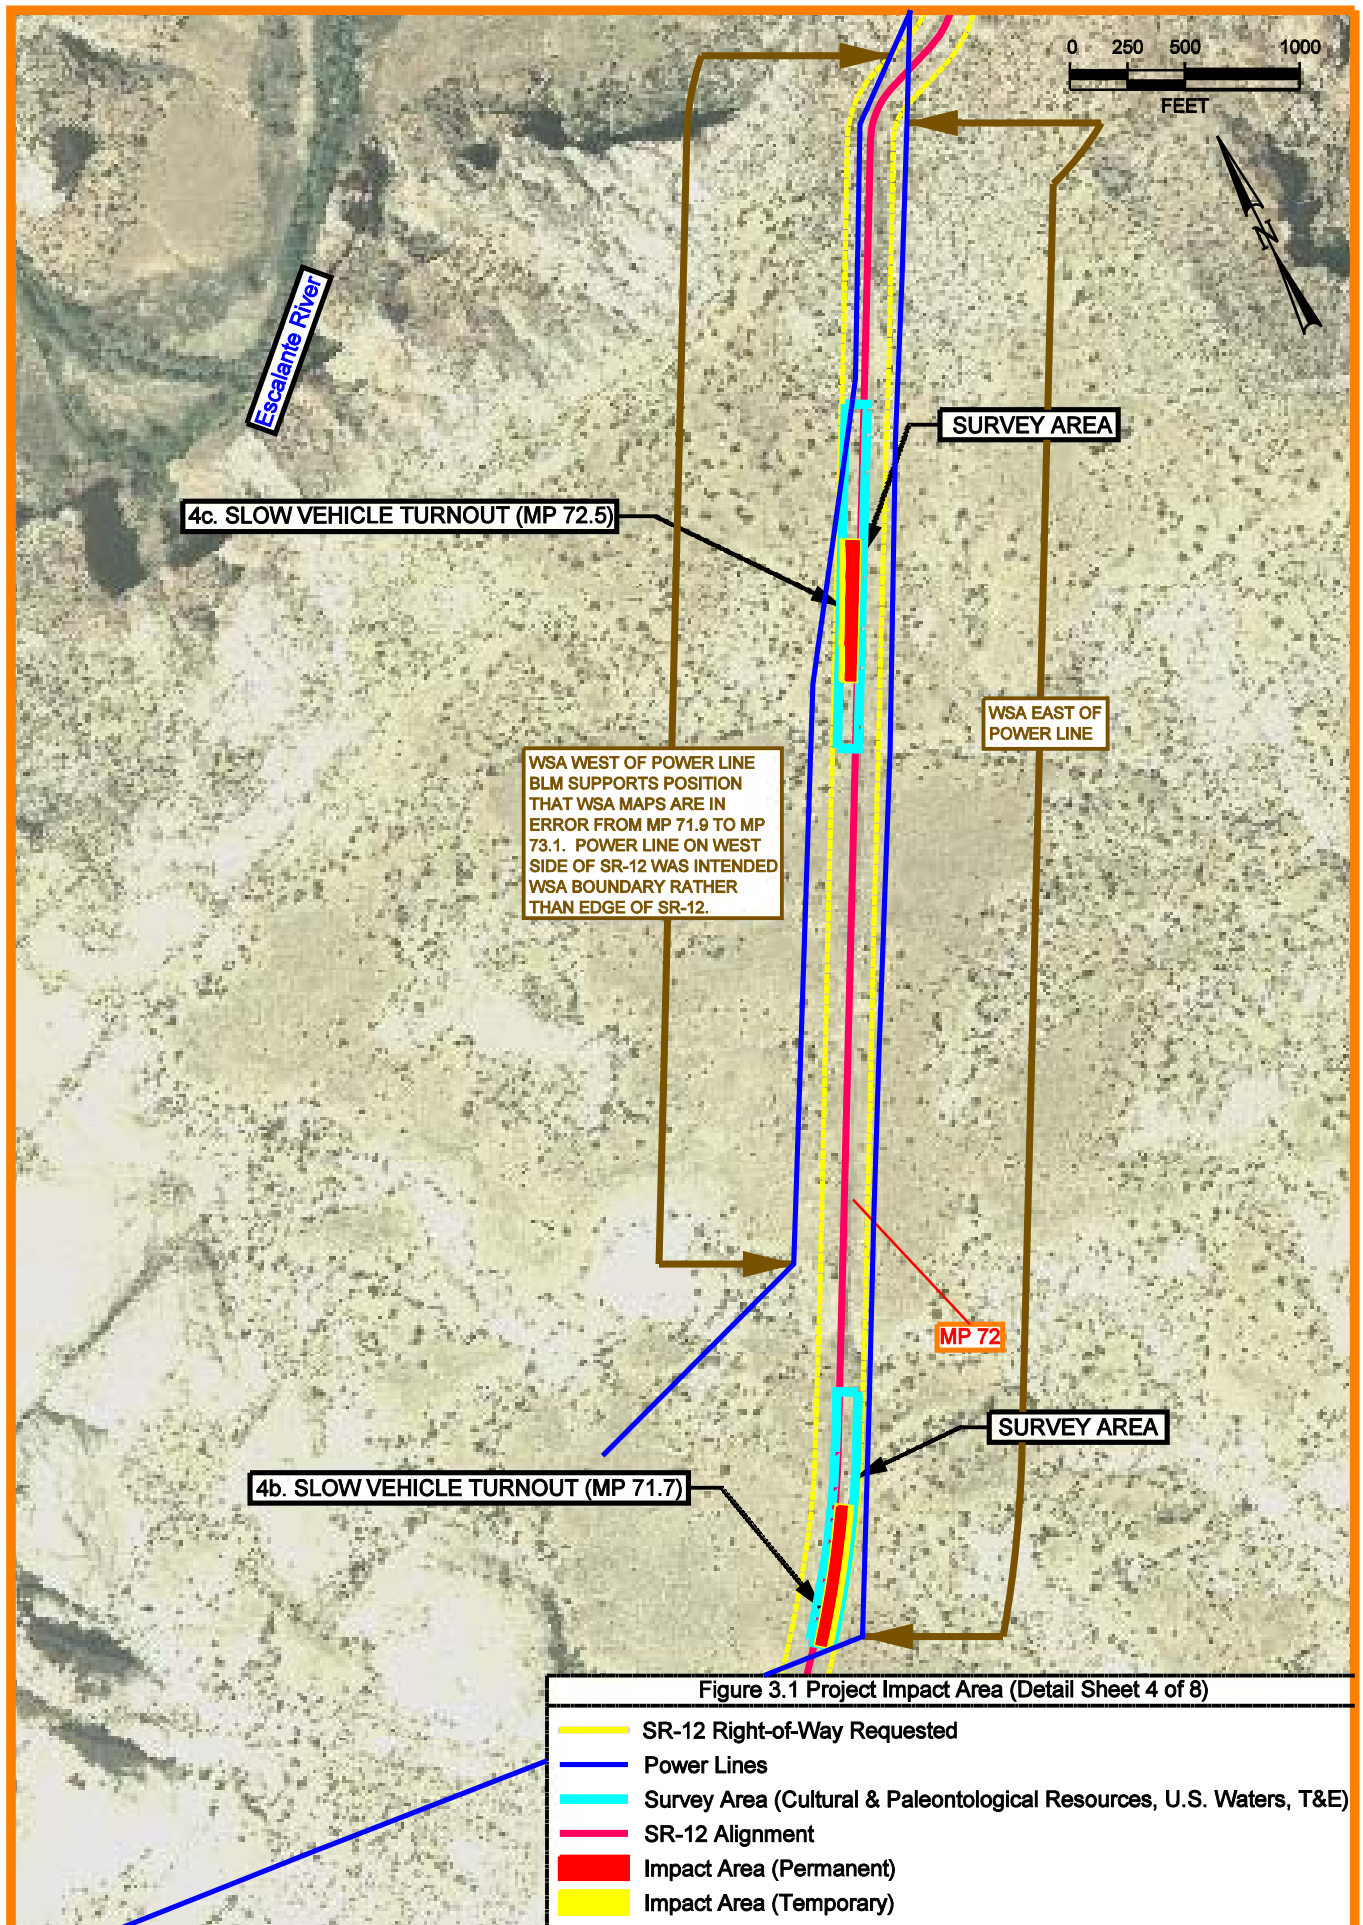 0 250 500 1000
FEET
N
Escalante River
SURVEY AREA
4c. SLOW VEHICLE TURNOUT (MP 72.5)
WSA EAST OF
POWER LINE
WSA WEST OF POWER LINE
BLM SUPPORTS POSITION
THAT WSA MAPS ARE IN
ERROR FROM MP 71.9 TO MP
73.1. POWER LINE ON WEST
SIDE OF SR-12 WAS INTENDED
WSA BOUNDARY RATHER
THAN EDGE OF SR-12.
MP 72
SURVEY AREA
4b. SLOW VEHICLE TURNOUT (MP 71.7)
Figure 3.1 Project Impact Area (Detail Sheet 4 of 8)
SR-12 Right-of-Way Requested
Power Lines
Survey Area (Cultural & Paleontological Resources, U.S. Waters, T&E)
SR-12 Alignment
Impact Area (Permanent)
Impact Area (Temporary)